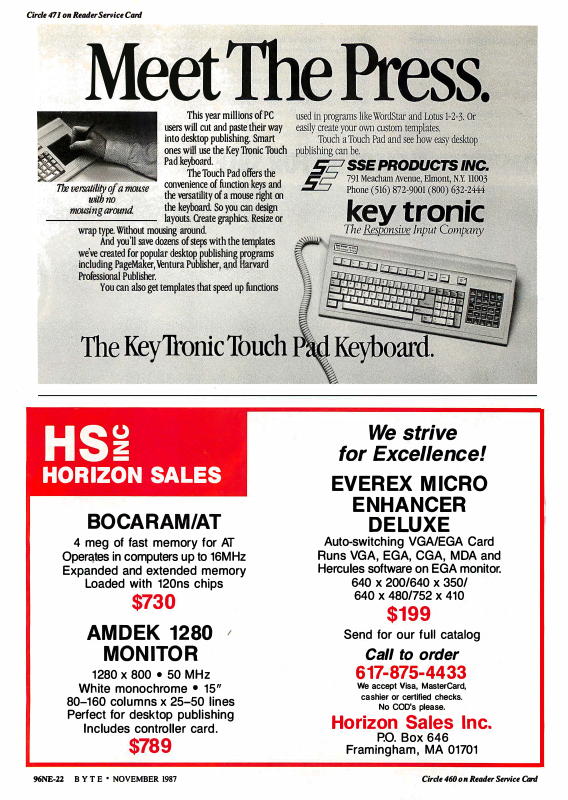 Circle 471 on Reader Service Card
Meet The Press.
This year millions of PC
users will cut and paste their way
into desktop publishing. Smart
ones will use the Key Tronic Touch
Pad keyboard.
The Touch Pad offers the
convenience of function keys and
the versatility of a mouse right on
the keyboard. So you can design
layouts. Create graphics. Resize or
wrap type. Without mousing around.
And you'll save dozens of steps with the templates
we've created for popular desktop publishing programs
including PageMaker, Ventura Publisher, and Harvard
Professional Publisher.
You can also get templates that speed up functions
The versatility of a mouse
with no
mousing around.
used in programs like WordStar and Lotus 1-2-3. Or
easily create your own custom templates.
Touch a Touch Pad and see how easy desktop
publishing can be.
SSE PRODUCTS INC.
791 Meacham Avenue, Elmont, N.Y. 11003
Phone (516) 872-9001 (800) 632-2444
key tronic
The Responsive Input Company
The Key Tronic Touch Pad Keyboard.
HS INC
HORIZON SALES
BOCARAM/AT
4 meg of fast memory for AT
Operates in computers up to 16MHz
Expanded and extended memory
Loaded with 120ns chips
$730
AMDEK 1280
MONITOR
1280 x 800 • 50 MHz
White monochrome • 15"
80–160 columns x 25–50 lines
Perfect for desktop publishing
Includes controller card.
$789
We strive
for Excellence!
EVEREX MICRO
ENHANCER
DELUXE
Auto-switching VGA/EGA Card
Runs VGA, EGA, CGA, MDA and
Hercules software on EGA monitor.
640 x 200/640 x 350/
640 x 480/752 x 410
$199
Send for our full catalog
Call to order
617-875-4433
We accept Visa, MasterCard,
cashier or certified checks.
No COD's please.
Horizon Sales Inc.
P.O. Box 646
Framingham, MA 01701
96NE-22 BYTE • NOVEMBER 1987
Circle 460 on Reader Service Card